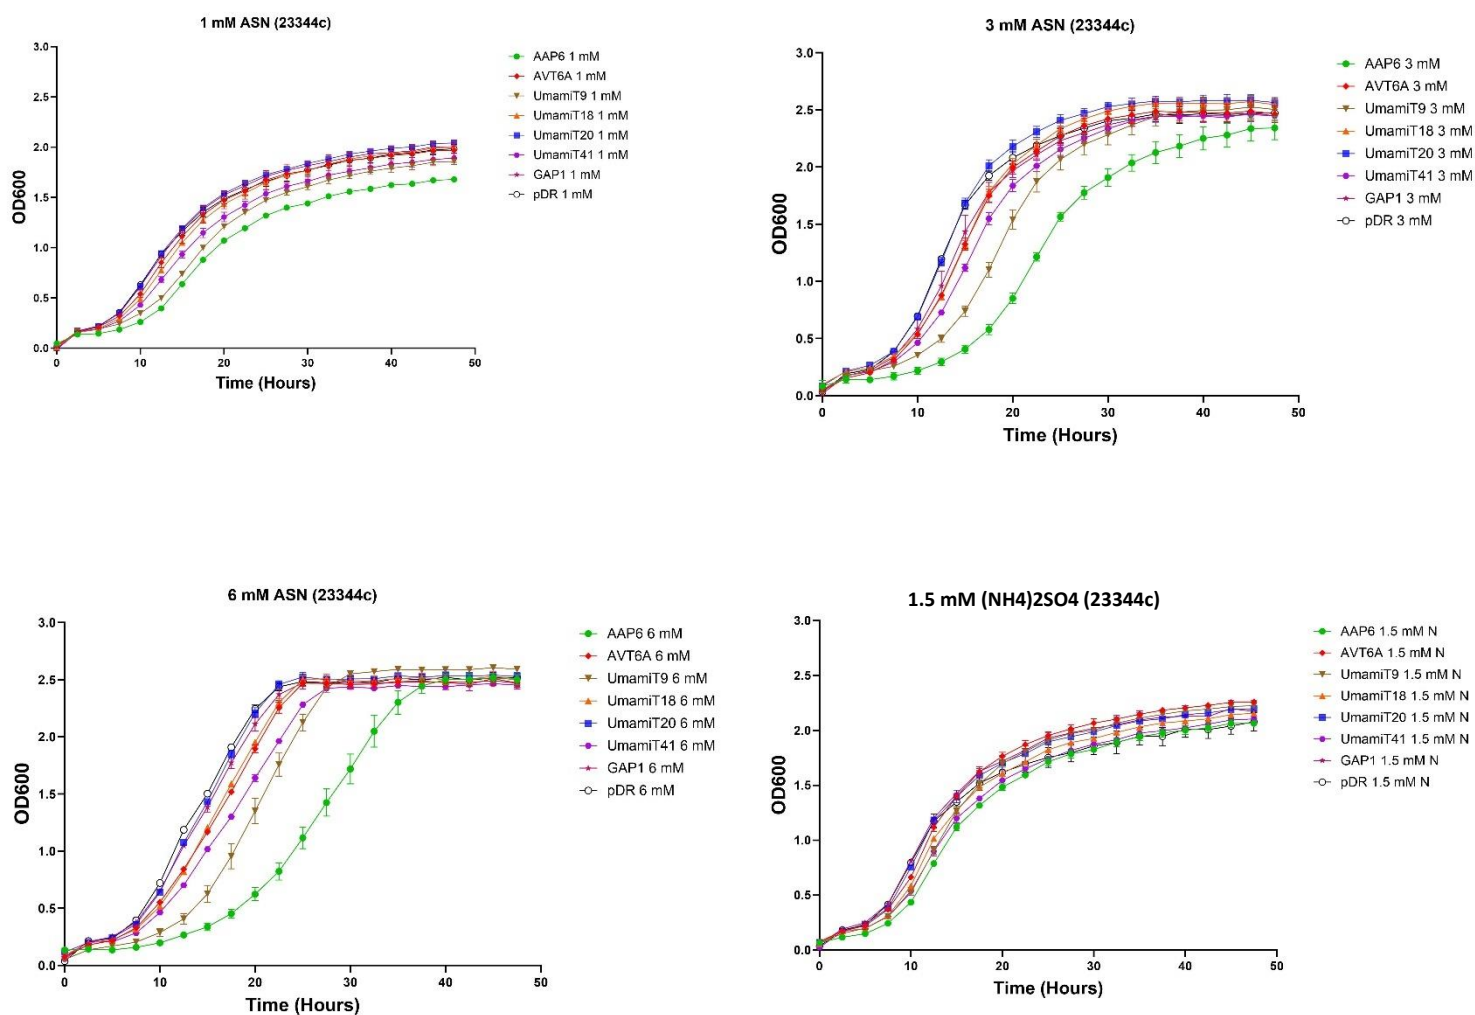 1 mM ASN (23344c)
3.0
2.5
2.0
1.5
1.0
0.5
0.0
OD600
0
10
20
30
40
50
Time (Hours)
AAP6 1 mM
AVT6A 1 mM
UmamiT9 1 mM
UmamiT18 1 mM
UmamiT20 1 mM
UmamiT41 1 mM
GAP1 1 mM
pDR 1 mM
3 mM ASN (23344c)
3.0
2.5
2.0
1.5
1.0
0.5
0.0
OD600
0
10
20
30
40
50
Time (Hours)
AAP6 3 mM
AVT6A 3 mM
UmamiT9 3 mM
UmamiT18 3 mM
UmamiT20 3 mM
UmamiT41 3 mM
GAP1 3 mM
pDR 3 mM
6 mM ASN (23344c)
3.0
2.5
2.0
1.5
1.0
0.5
0.0
OD600
0
10
20
30
40
50
Time (Hours)
AAP6 6 mM
AVT6A 6 mM
UmamiT9 6 mM
UmamiT18 6 mM
UmamiT20 6 mM
UmamiT41 6 mM
GAP1 6 mM
pDR 6 mM
1.5 mM (NH4)2SO4 (23344c)
3.0
2.5
2.0
1.5
1.0
0.5
0.0
OD600
0
10
20
30
40
50
Time (Hours)
AAP6 1.5 mM N
AVT6A 1.5 mM N
UmamiT9 1.5 mM N
UmamiT18 1.5 mM N
UmamiT20 1.5 mM N
UmamiT41 1.5 mM N
GAP1 1.5 mM N
pDR 1.5 mM N